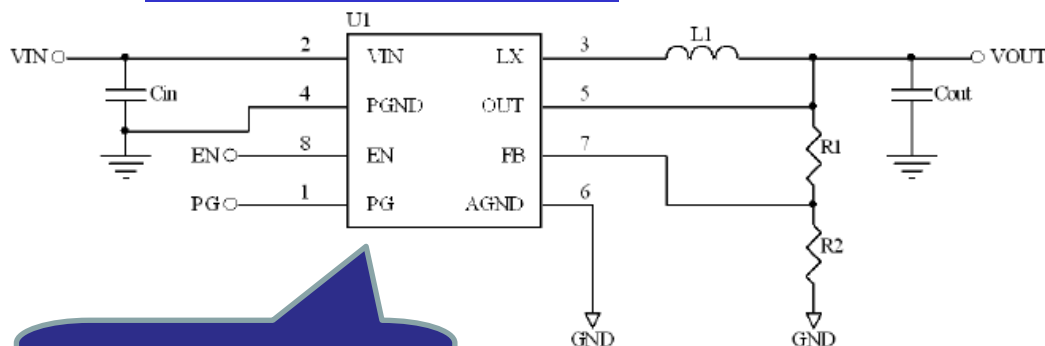 U1
VIN 2 VIN LX 3 L1 VOUT
Cin 4 PGND OUT 5 Cout
EN 8 EN FB 7 R1
PG 1 PG AGND 6
R2
GND GND